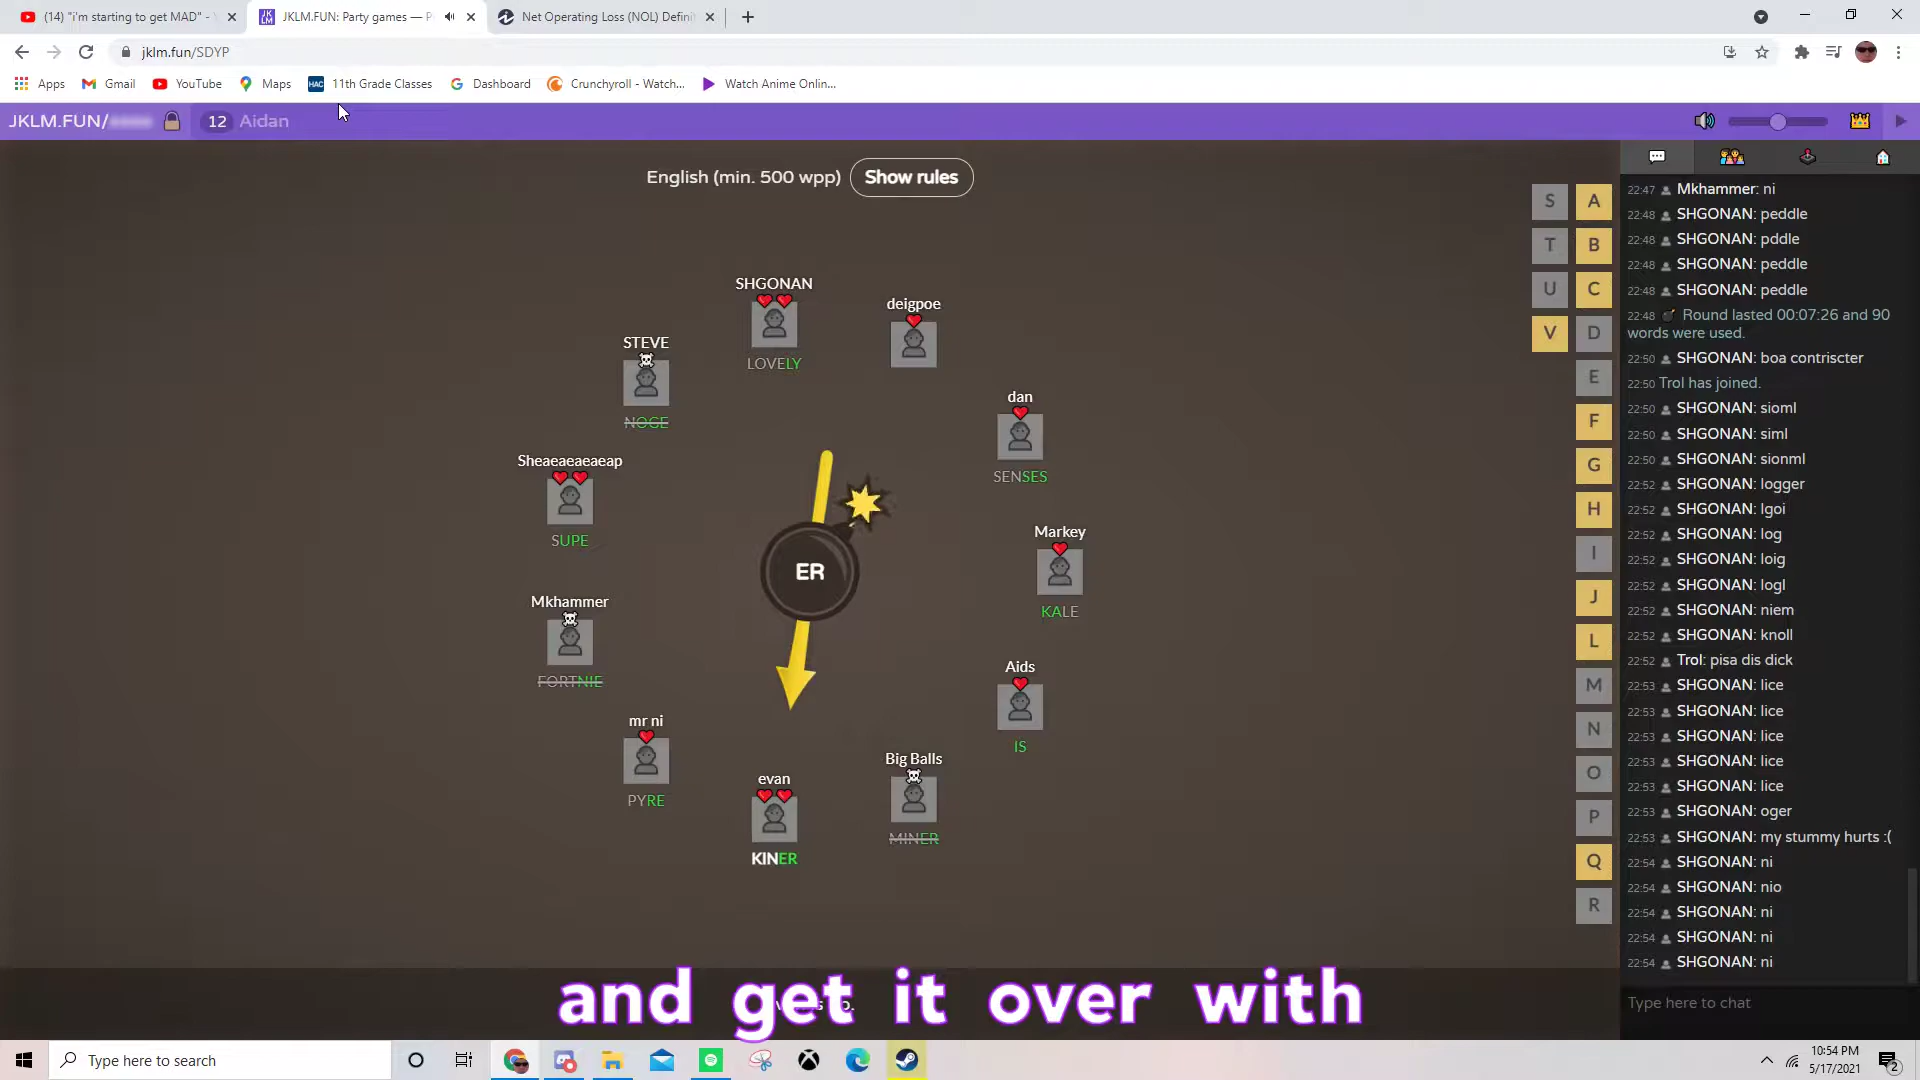 (14) "i'm starting to get MAD" -
JKLM.FUN: Party games — P
Net Operating Loss (NOL) Defini
jklm.fun/SDYP
Apps
Gmail
YouTube
Maps
HAC
11th Grade Classes
Dashboard
Crunchyroll - Watch...
Watch Anime Online...
JKLM.FUN/
12 Aidan
English (min. 500 wpp)
Show rules
SHGONAN
LOVELY
deigpoe
STEVE
NOGE
dan
SENSES
Sheaeaeaeaeap
SUPE
Markey
KALE
ER
Mkhammer
FORTNIE
Aids
IS
mr ni
PYRE
evan
KINER
Big Balls
MINER
S A
T B
U C
V D
E
F
G
H
I
J
L
M
N
O
P
Q
R
22:47 Mkhammer: ni
22:48 SHGONAN: peddle
22:48 SHGONAN: pddle
22:48 SHGONAN: peddle
22:48 SHGONAN: peddle
22:48 Round lasted 00:07:26 and 90
words were used.
22:50 SHGONAN: boa contriscter
22:50 Trol has joined.
22:50 SHGONAN: sioml
22:50 SHGONAN: siml
22:50 SHGONAN: sionml
22:52 SHGONAN: logger
22:52 SHGONAN: lgoi
22:52 SHGONAN: log
22:52 SHGONAN: loig
22:52 SHGONAN: logl
22:52 SHGONAN: niem
22:52 SHGONAN: knoll
22:52 Trol: pisa dis dick
22:53 SHGONAN: lice
22:53 SHGONAN: lice
22:53 SHGONAN: lice
22:53 SHGONAN: lice
22:53 SHGONAN: lice
22:53 SHGONAN: oger
22:53 SHGONAN: my stummy hurts :(
22:54 SHGONAN: ni
22:54 SHGONAN: nio
22:54 SHGONAN: ni
22:54 SHGONAN: ni
22:54 SHGONAN: ni
Type here to chat
and get it over with
Type here to search
10:54 PM
5/17/2021
2